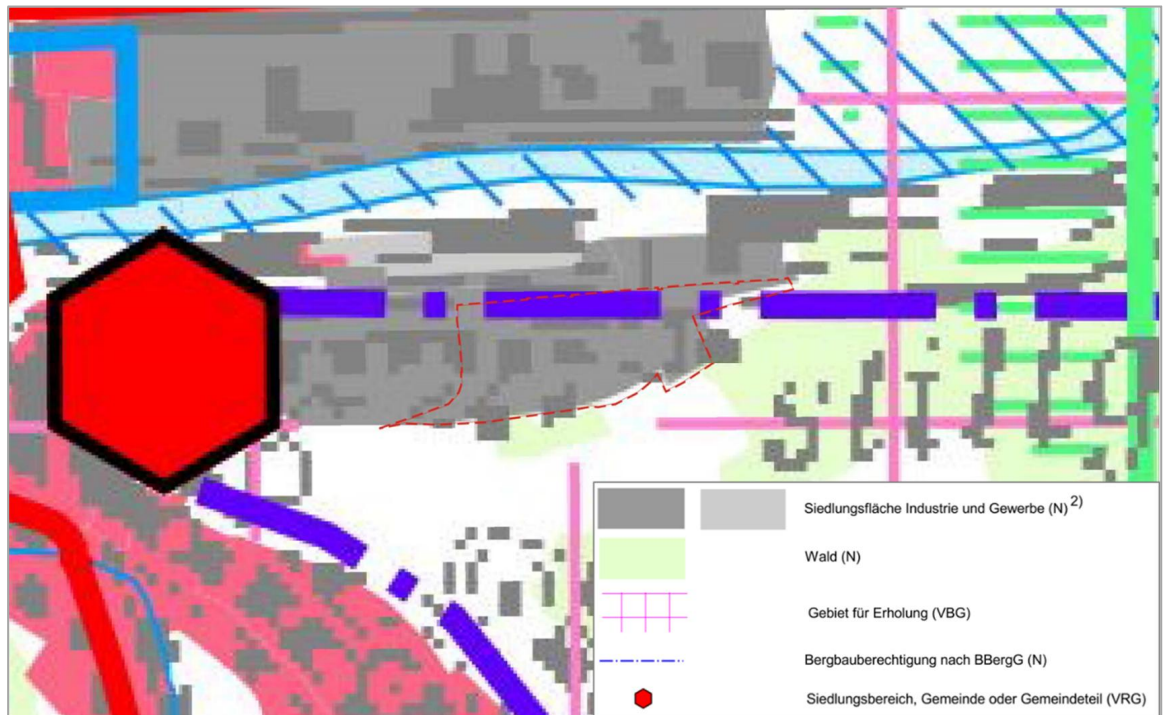 Siedlungsfläche Industrie und Gewerbe (N) 2)
Wald (N)
Gebiet für Erholung (VBG)
Bergbauberechtigung nach BBergG (N)
Siedlungsbereich, Gemeinde oder Gemeindeteil (VRG)